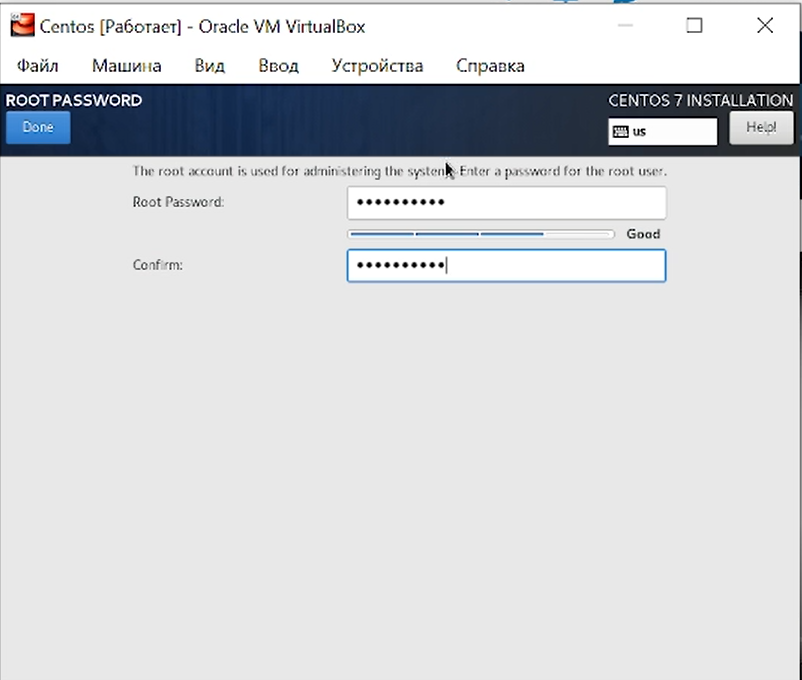 Centos [Работает] - Oracle VM VirtualBox
Файл Машина Вид Ввод Устройства Справка
ROOT PASSWORD
CENTOS 7 INSTALLATION
Done
us
Help!
The root account is used for administering the system. Enter a password for the root user.
Root Password: ••••••••••
Good
Confirm: ••••••••••